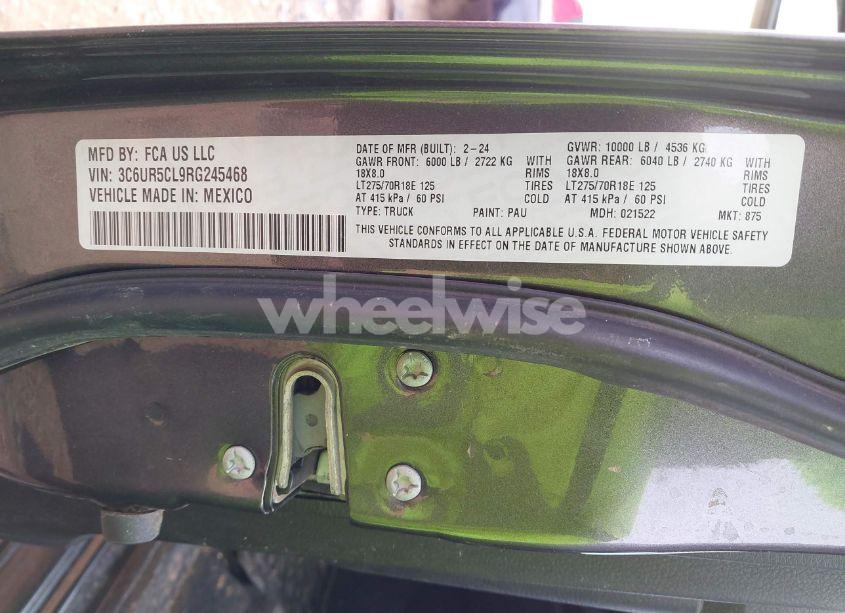 MFD BY: FCA US LLC
VIN: 3C6UR5CL9RG245468
VEHICLE MADE IN: MEXICO
DATE OF MFR (BUILT): 2-24 GVWR: 10000 LB / 4536 KG
GAWR FRONT: 6000 LB / 2722 KG WITH GAWR REAR: 6040 LB / 2740 KG WITH
18X8.0 RIMS 18X8.0 RIMS
LT275/70R18E 125 TIRES LT275/70R18E 125 TIRES
AT 415 kPa / 60 PSI COLD AT 415 kPa / 60 PSI COLD
TYPE: TRUCK PAINT: PAU MDH: 021522 MKT: 875
THIS VEHICLE CONFORMS TO ALL APPLICABLE U.S.A. FEDERAL MOTOR VEHICLE SAFETY
STANDARDS IN EFFECT ON THE DATE OF MANUFACTURE SHOWN ABOVE.
wheelwise